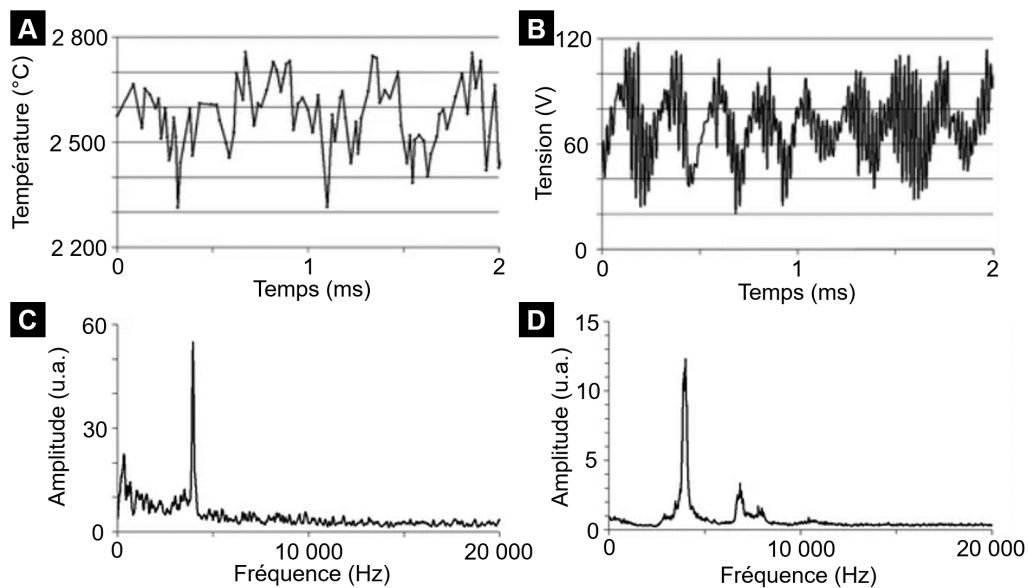 A
2 800
2 500
2 200
Température (°C)
0
1
2
Temps (ms)
B
120
60
0
Tension (V)
0
1
2
Temps (ms)
C
60
30
0
Amplitude (u.a.)
0
10 000
20 000
Fréquence (Hz)
D
15
10
5
0
Amplitude (u.a.)
0
10 000
20 000
Fréquence (Hz)